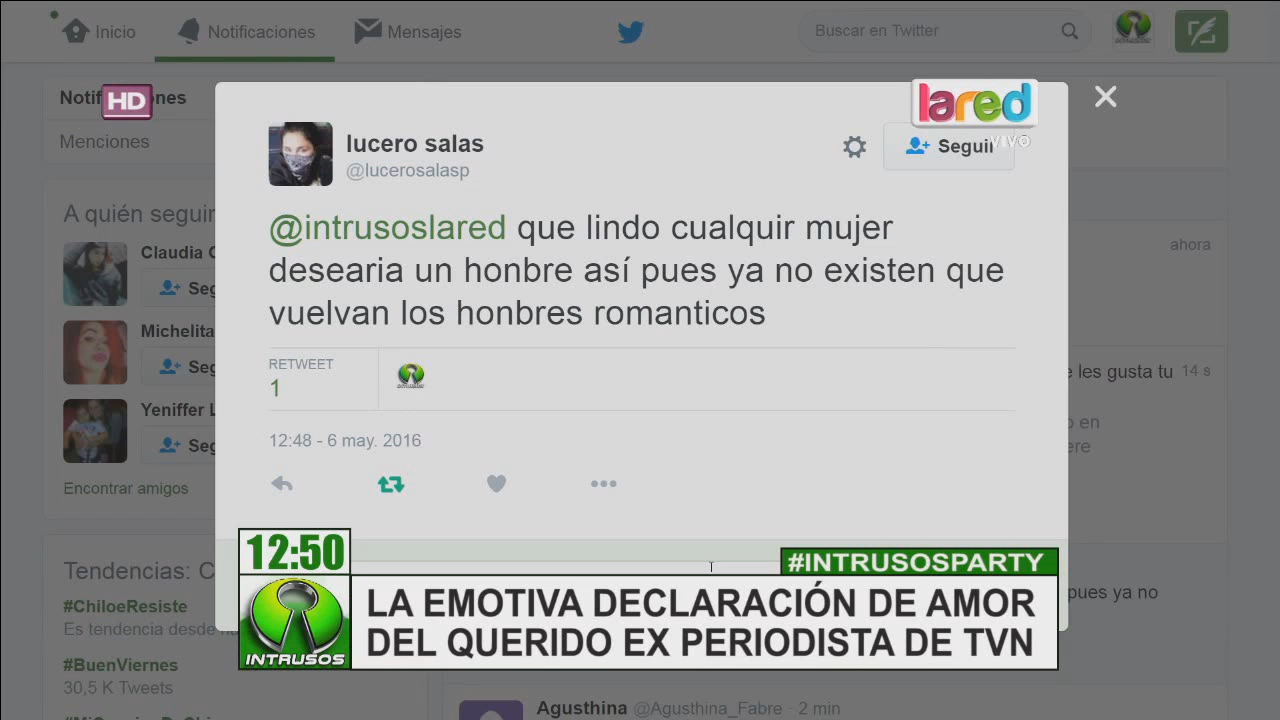 Inicio
Notificaciones
Mensajes
Buscar en Twitter
HD
lared
VIVO
Menciones
A quién seguir
Claudia
Michelita
Yeniffer
Encontrar amigos
Tendencias:
#ChiloeResiste
Es tendencia desde
#BuenViernes
30,5 K Tweets
lucero salas
@lucerosalasp
Seguir
@intrusoslared que lindo cualquir mujer
desearia un honbre así pues ya no existen que
vuelvan los honbres romanticos
RETWEET
1
12:48 - 6 may. 2016
ahora
les gusta tu 14 s
en
pues ya no
12:50
#INTRUSOSPARTY
INTRUSOS
LA EMOTIVA DECLARACIÓN DE AMOR
DEL QUERIDO EX PERIODISTA DE TVN
Agusthina @Agusthina_Fabre · 2 min